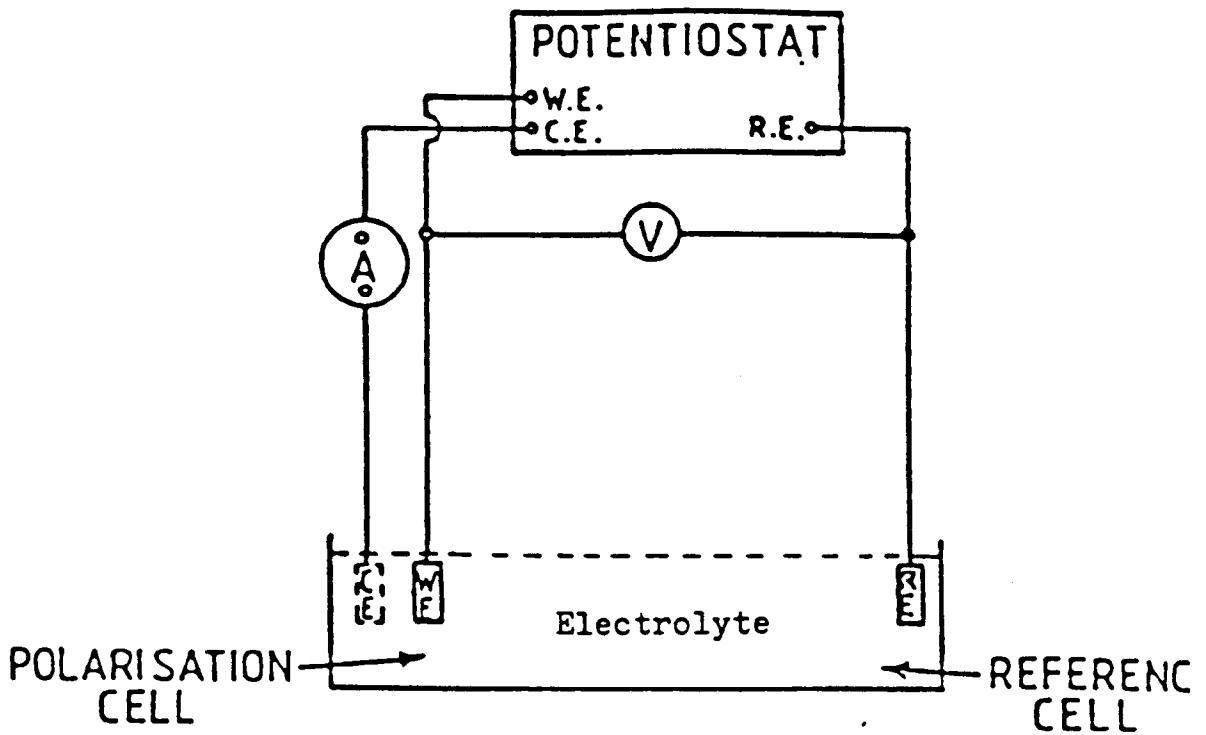 POTENTIOSTAT
W.E.
C.E.
R.E.
V
A
C
E
W
E
R
E
Electrolyte
POLARISATION
CELL
REFERENC
CELL